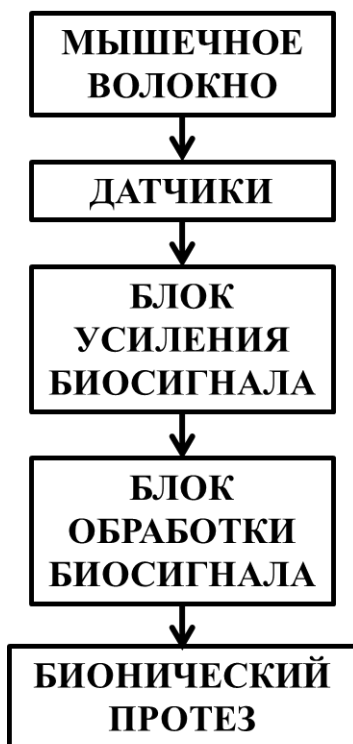 МЫШЕЧНОЕ
ВОЛОКНО
ДАТЧИКИ
БЛОК
УСИЛЕНИЯ
БИОСИГНАЛА
БЛОК
ОБРАБОТКИ
БИОСИГНАЛА
БИОНИЧЕСКИЙ
ПРОТЕЗ